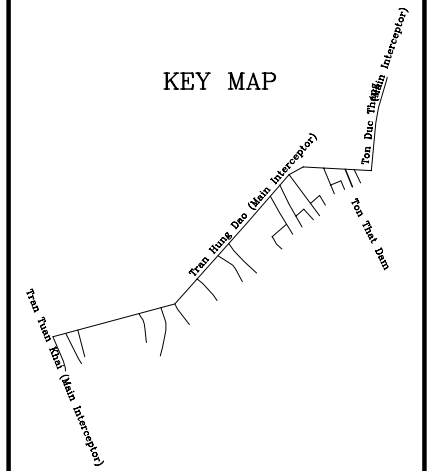 KEY MAP
Ton Duc Thang (Main Interceptor)
Tran Hung Dao (Main Interceptor)
Ton That Dam
Tran Tuan Khai (Main Interceptor)